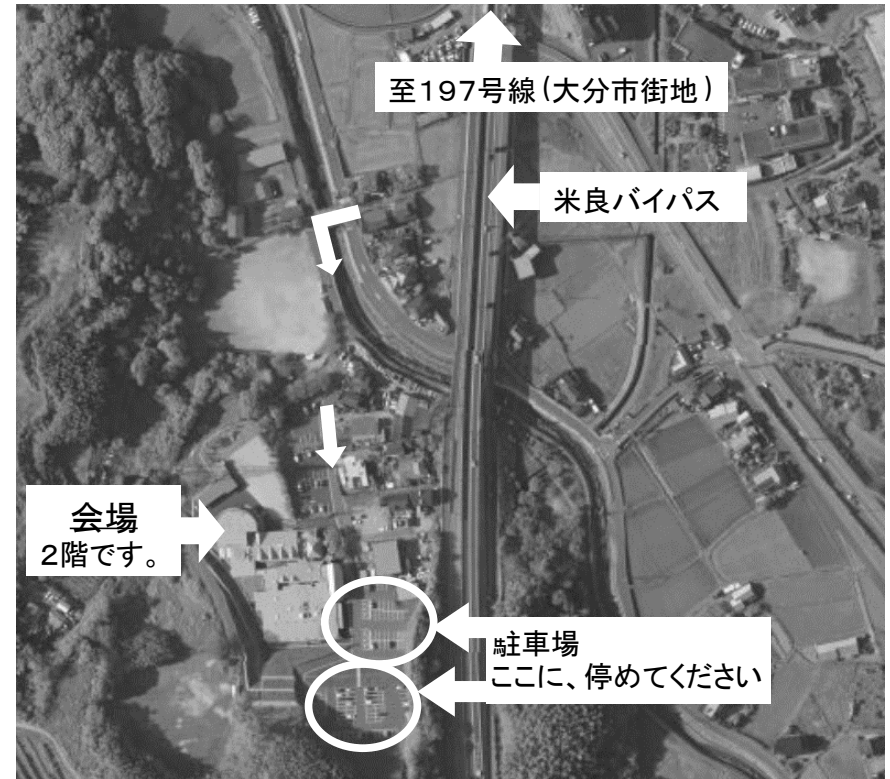 至１９７号線(大分市街地)
米良バイパス
会場
２階です。
駐車場
ここに、停めてください